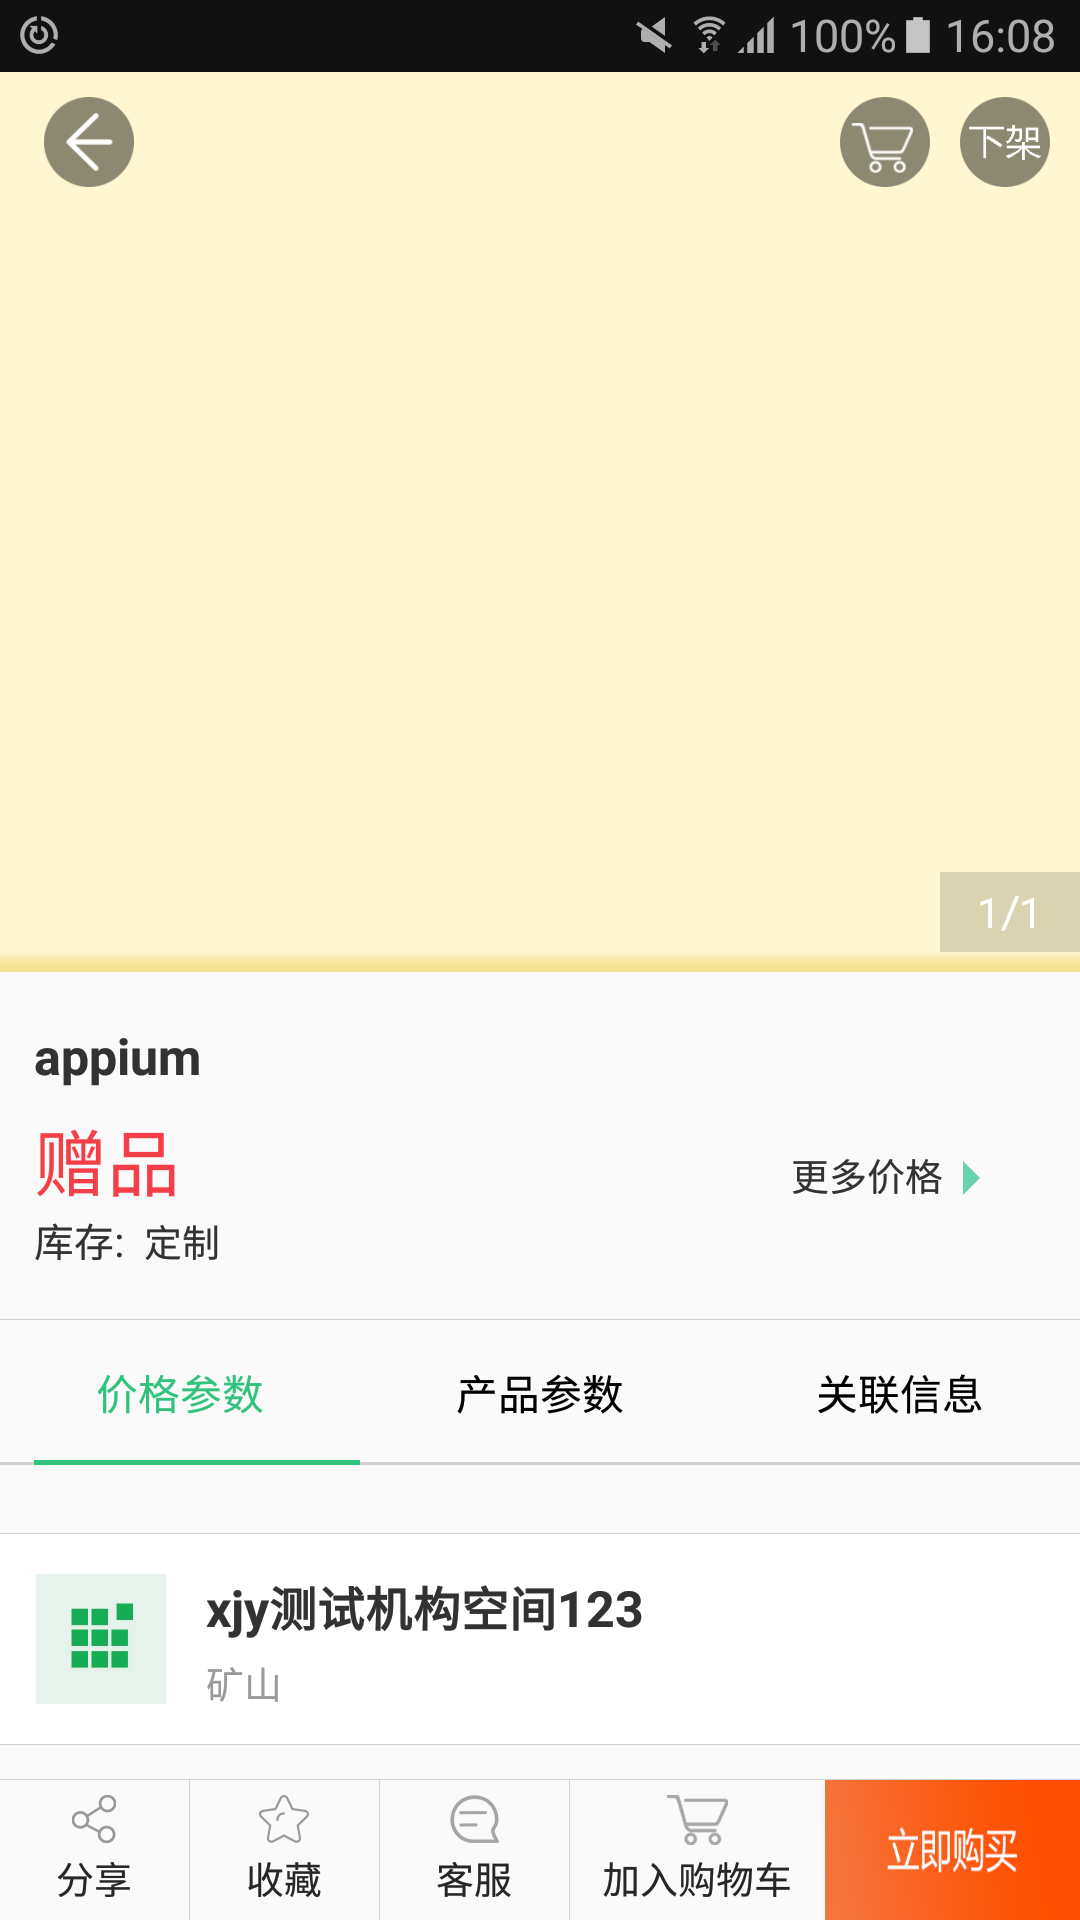 100% 16:08
下架
1/1
appium
赠品
更多价格
库存: 定制
价格参数 产品参数 关联信息
xjy测试机构空间123
矿山
分享 收藏 客服 加入购物车 立即购买